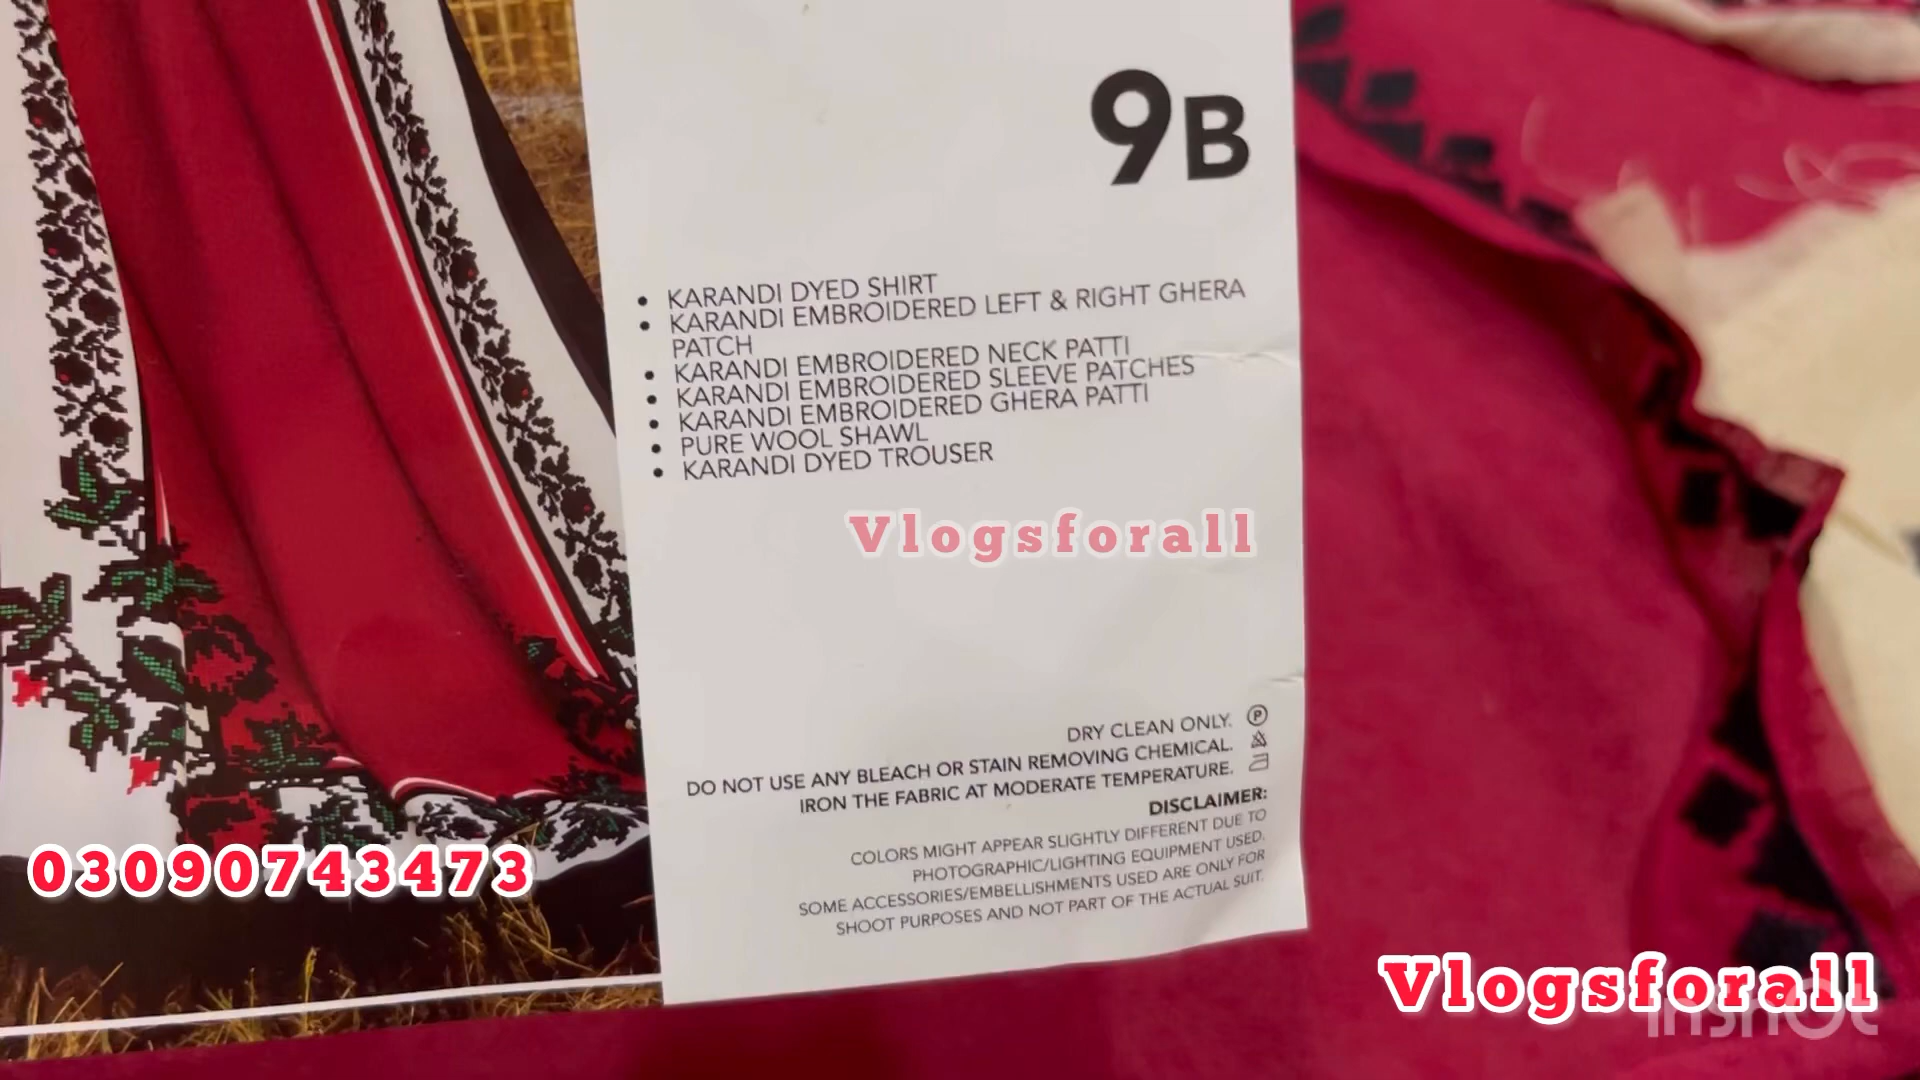 9B
• KARANDI DYED SHIRT
• KARANDI EMBROIDERED LEFT & RIGHT GHERA
PATCH
• KARANDI EMBROIDERED NECK PATTI
• KARANDI EMBROIDERED SLEEVE PATCHES
• KARANDI EMBROIDERED GHERA PATTI
• PURE WOOL SHAWL
• KARANDI DYED TROUSER
Vlogsforall
DRY CLEAN ONLY. P
DO NOT USE ANY BLEACH OR STAIN REMOVING CHEMICAL.
IRON THE FABRIC AT MODERATE TEMPERATURE.
DISCLAIMER:
COLORS MIGHT APPEAR SLIGHTLY DIFFERENT DUE TO
PHOTOGRAPHIC/LIGHTING EQUIPMENT USED.
SOME ACCESSORIES/EMBELLISHMENTS USED ARE ONLY FOR
SHOOT PURPOSES AND NOT PART OF THE ACTUAL SUIT.
03090743473
Vlogsforall
InShOt